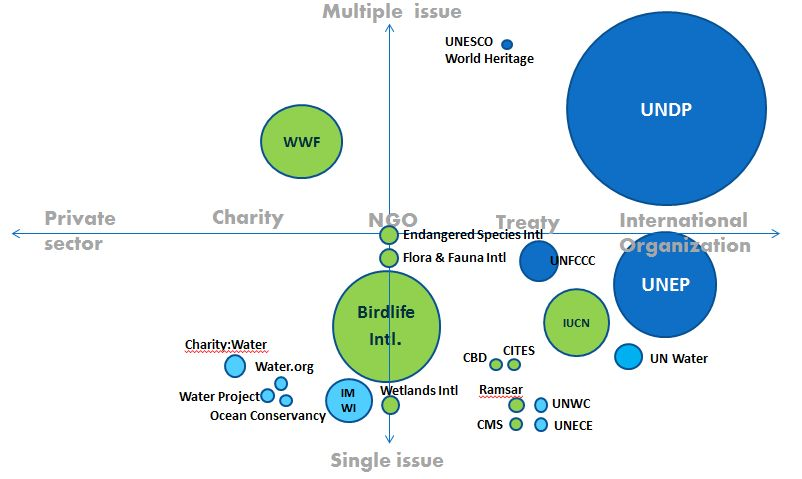 Multiple issue
UNESCO
World Heritage
UNDP
WWF
Private
sector
Charity
NGO
Treaty
International
Organization
Endangered Species Intl
Flora & Fauna Intl
UNFCCC
UNEP
Birdlife
Intl.
IUCN
Charity:Water
Water.org
CBD
CITES
UN Water
Water Project
Ocean Conservancy
IM
WI
Wetlands Intl
Ramsar
UNWC
CMS
UNECE
Single issue